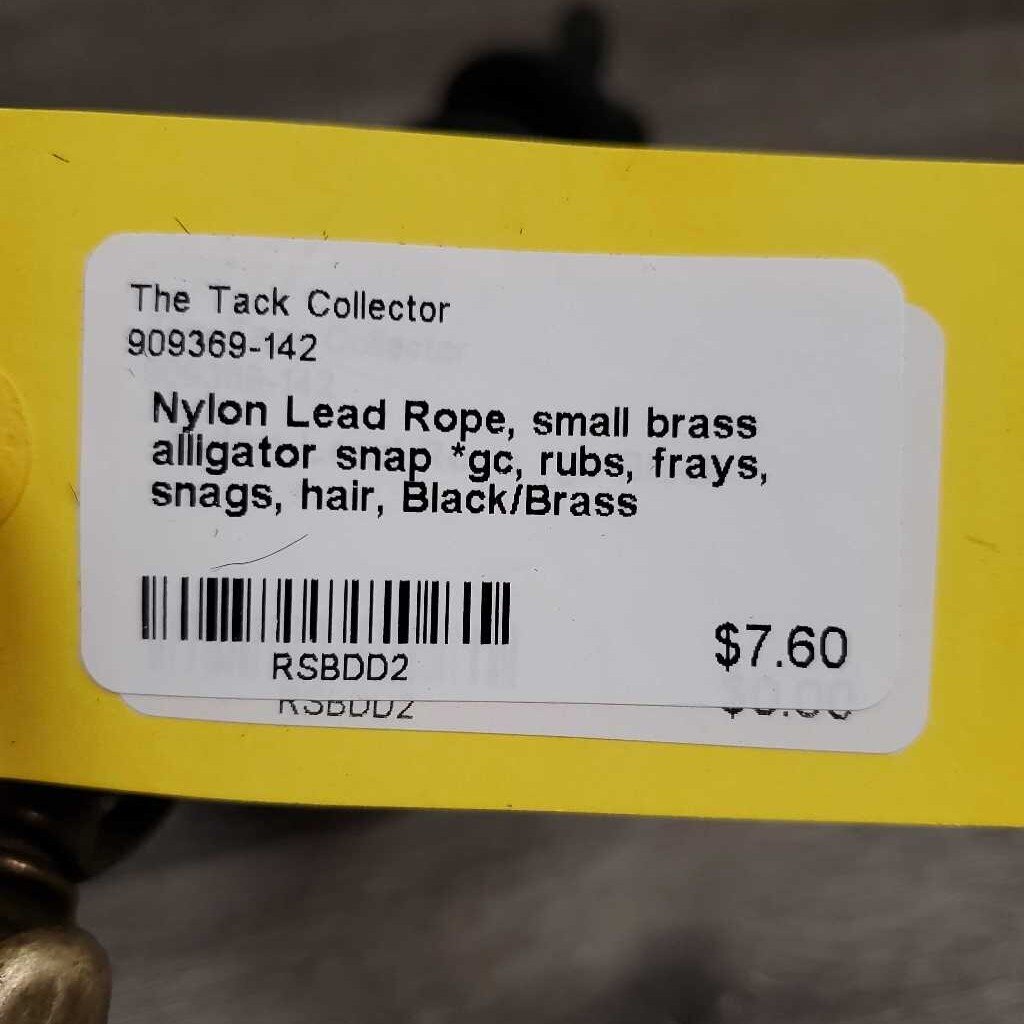 The Tack Collector
909369-142
Nylon Lead Rope, small brass
alligator snap *gc, rubs, frays,
snags, hair, Black/Brass
RSBDD2
$7.60
RSBDD2